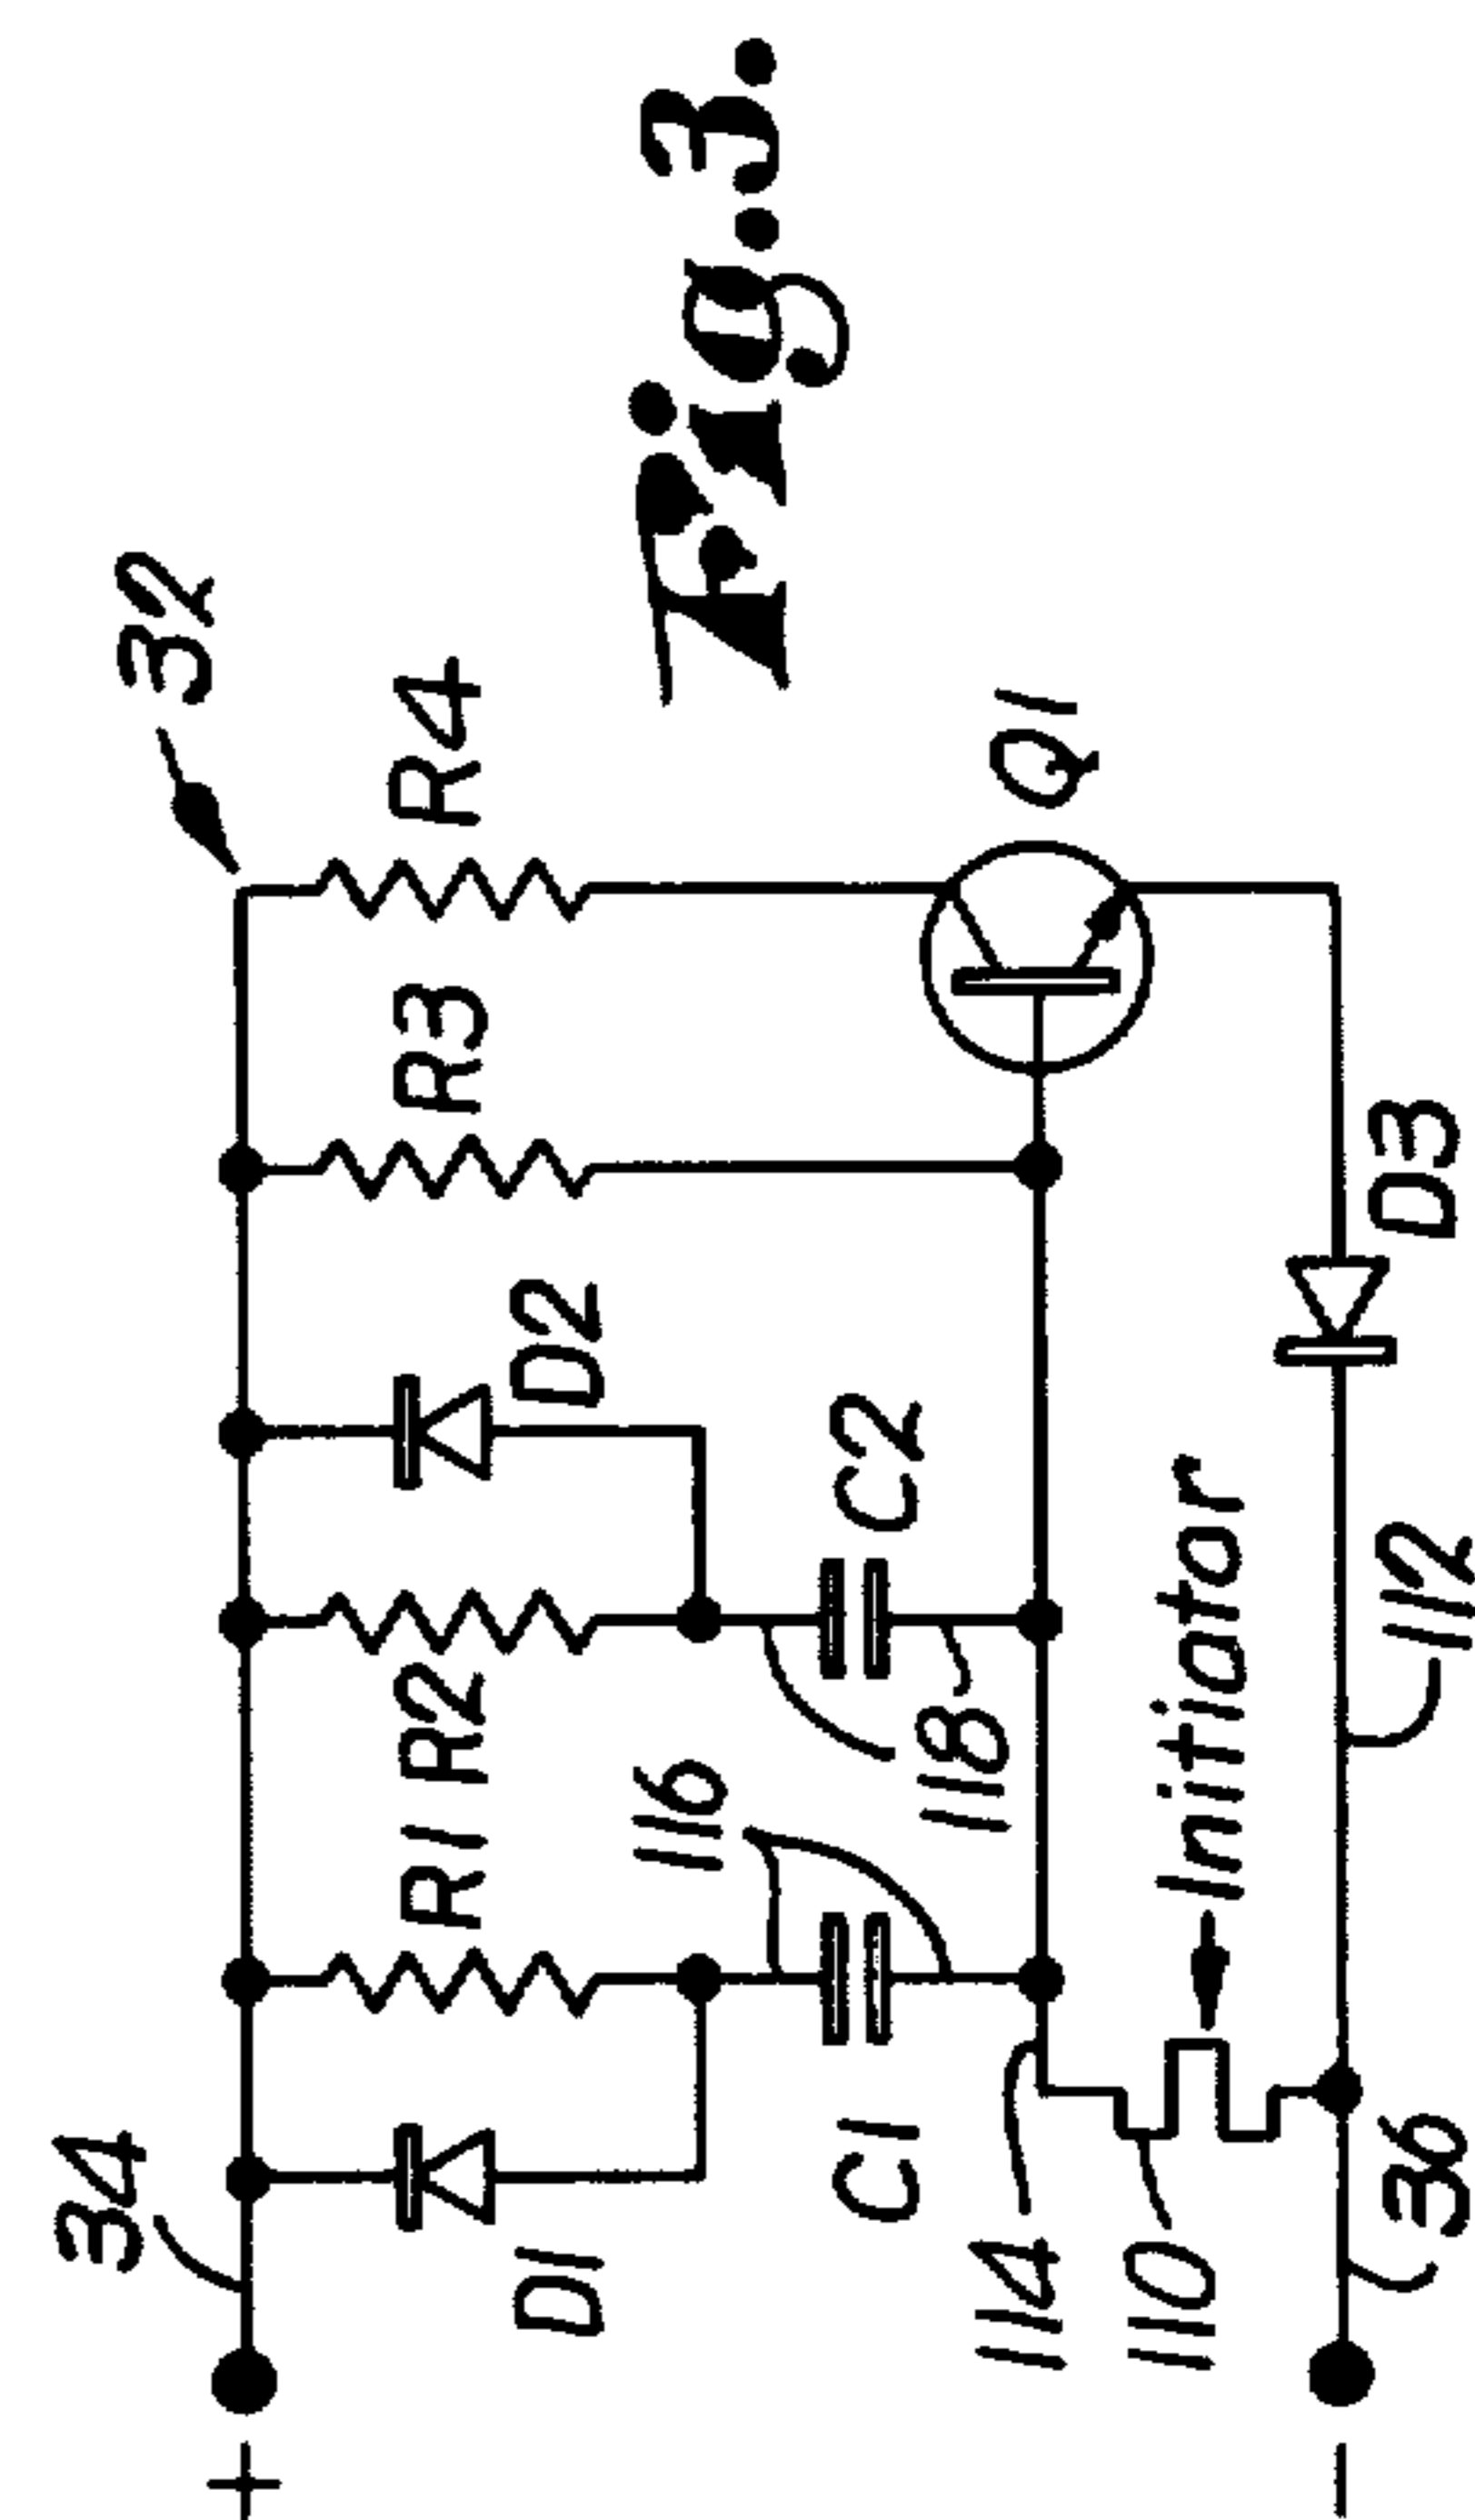 34 32
+
R1 R2 R3 R4
D1 D2
116 Fig.3.
C1 C2
118
114 Q1
110 Initiator
−
36 112 D3